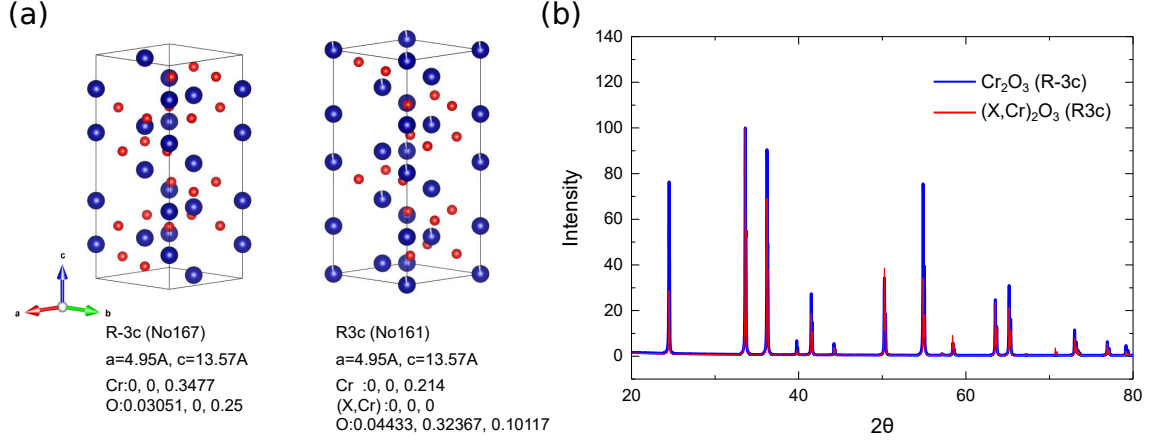 (a)
c
a
b
R-3c (No167)
a=4.95A, c=13.57A
Cr:0, 0, 0.3477
O:0.03051, 0, 0.25
R3c (No161)
a=4.95A, c=13.57A
Cr :0, 0, 0.214
(X,Cr) :0, 0, 0
O:0.04433, 0.32367, 0.10117
(b)
140
120
100
80
60
40
20
0
Intensity
Cr₂O₃ (R-3c)
(X,Cr)₂O₃ (R3c)
20
40
60
80
2θ